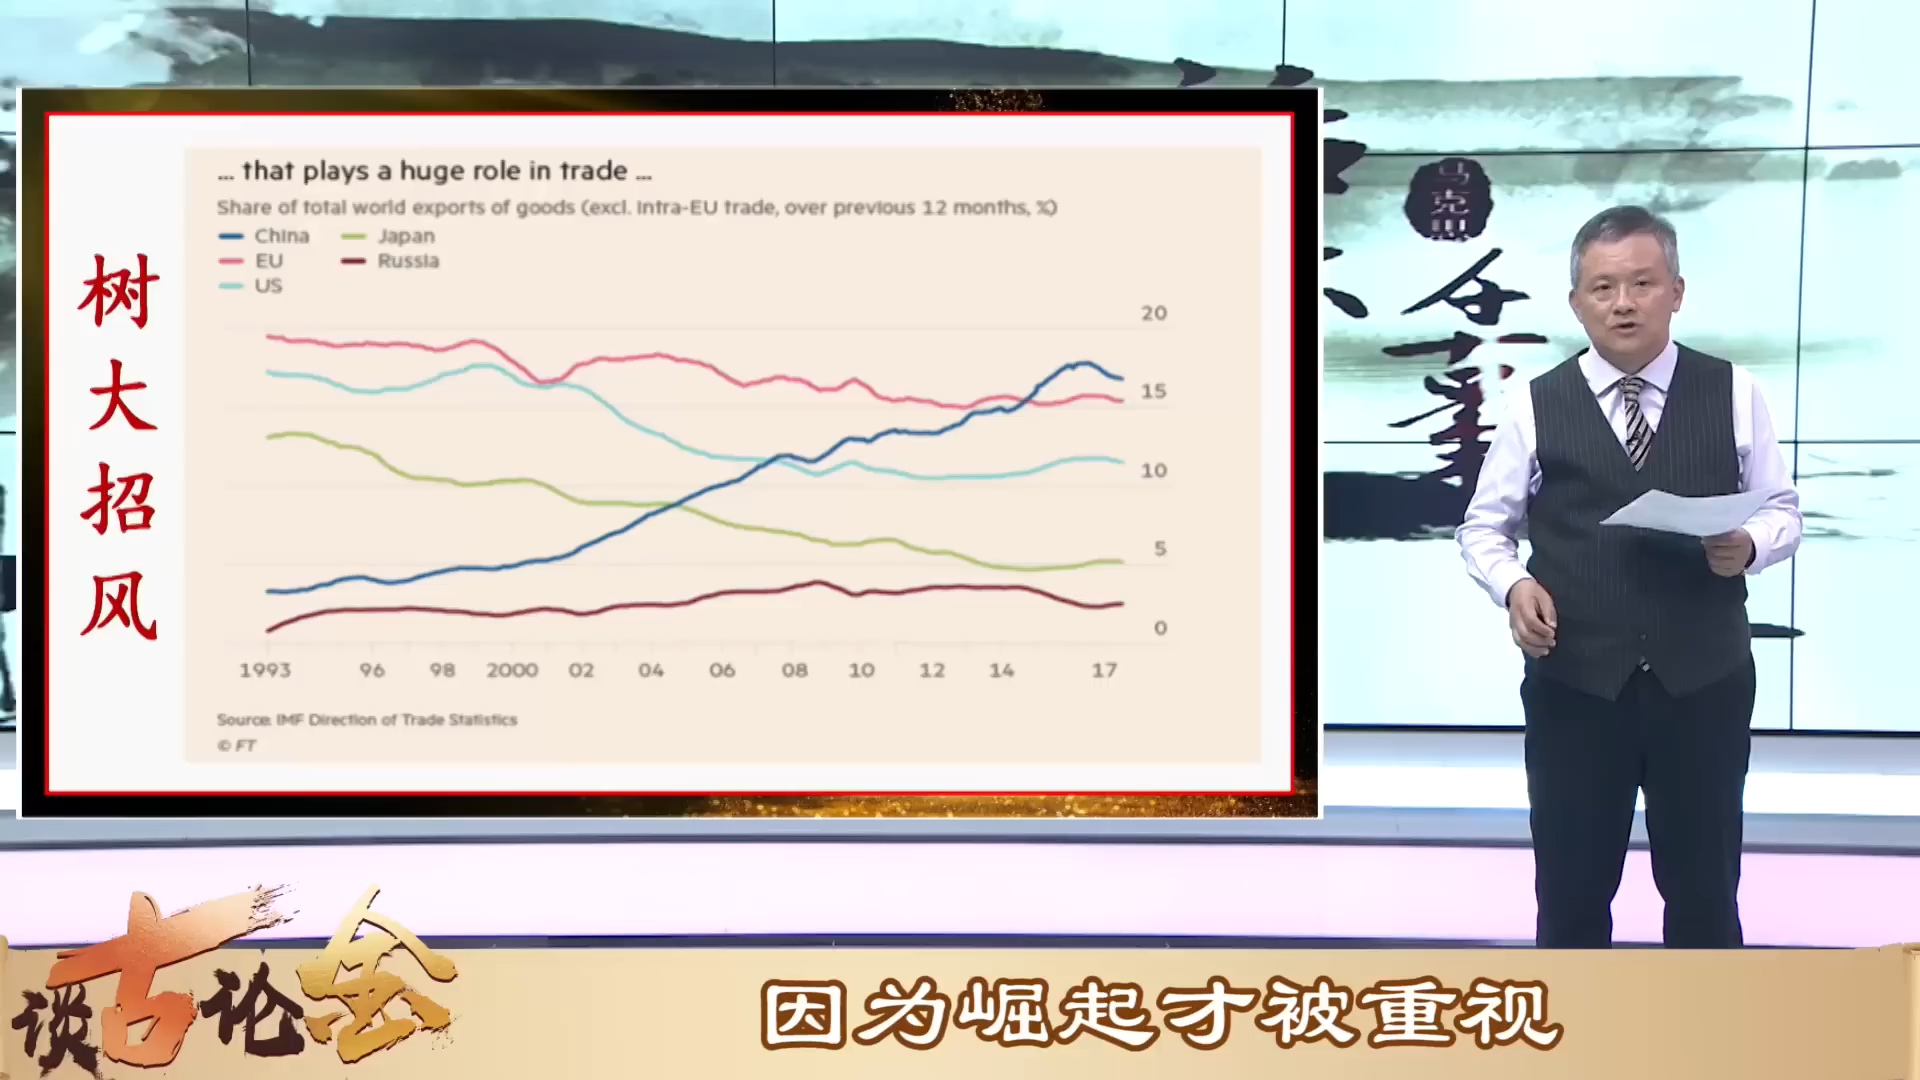 树大招风
... that plays a huge role in trade ...
Share of total world exports of goods (excl. Intra-EU trade, over previous 12 months, %)
China
Japan
EU
Russia
US
20
15
10
5
0
1993 96 98 2000 02 04 06 08 10 12 14 17
Source: IMF Direction of Trade Statistics
© FT
谈古论金
因为崛起才被重视